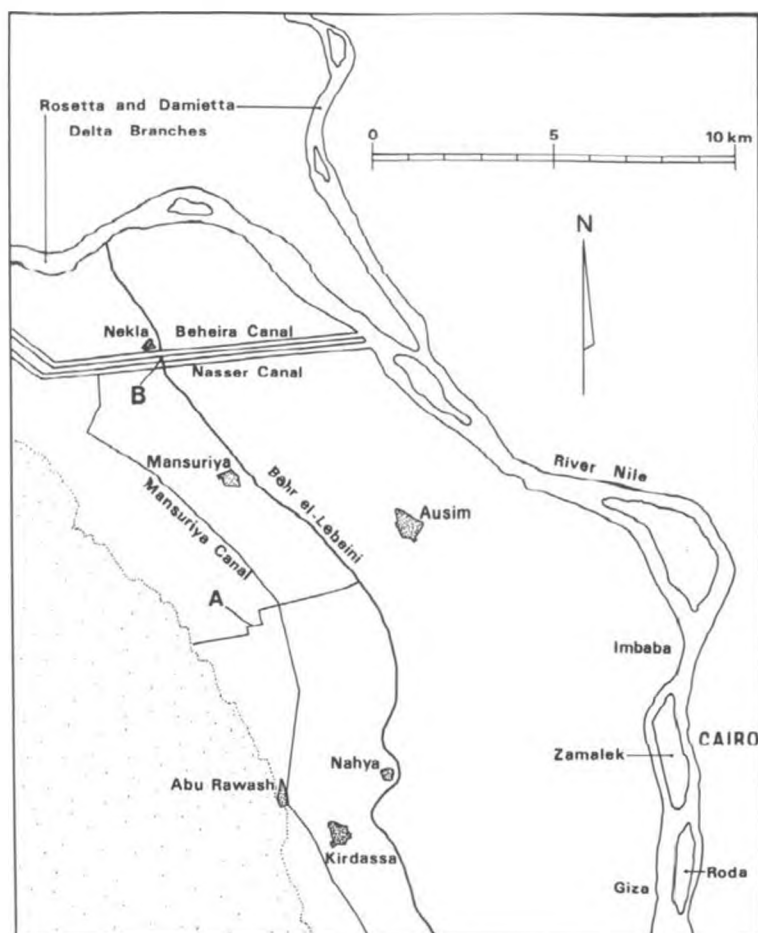 Rosetta and Damietta
Delta Branches
0 5 10 km
N
Nekla
Beheira Canal
Nasser Canal
B
Mansuriya
Behr el-Lebeini
River Nile
Ausim
Mansuriya Canal
A
Imbaba
Zamalek
CAIRO
Nahya
Abu Rawash
Kirdassa
Giza
Roda